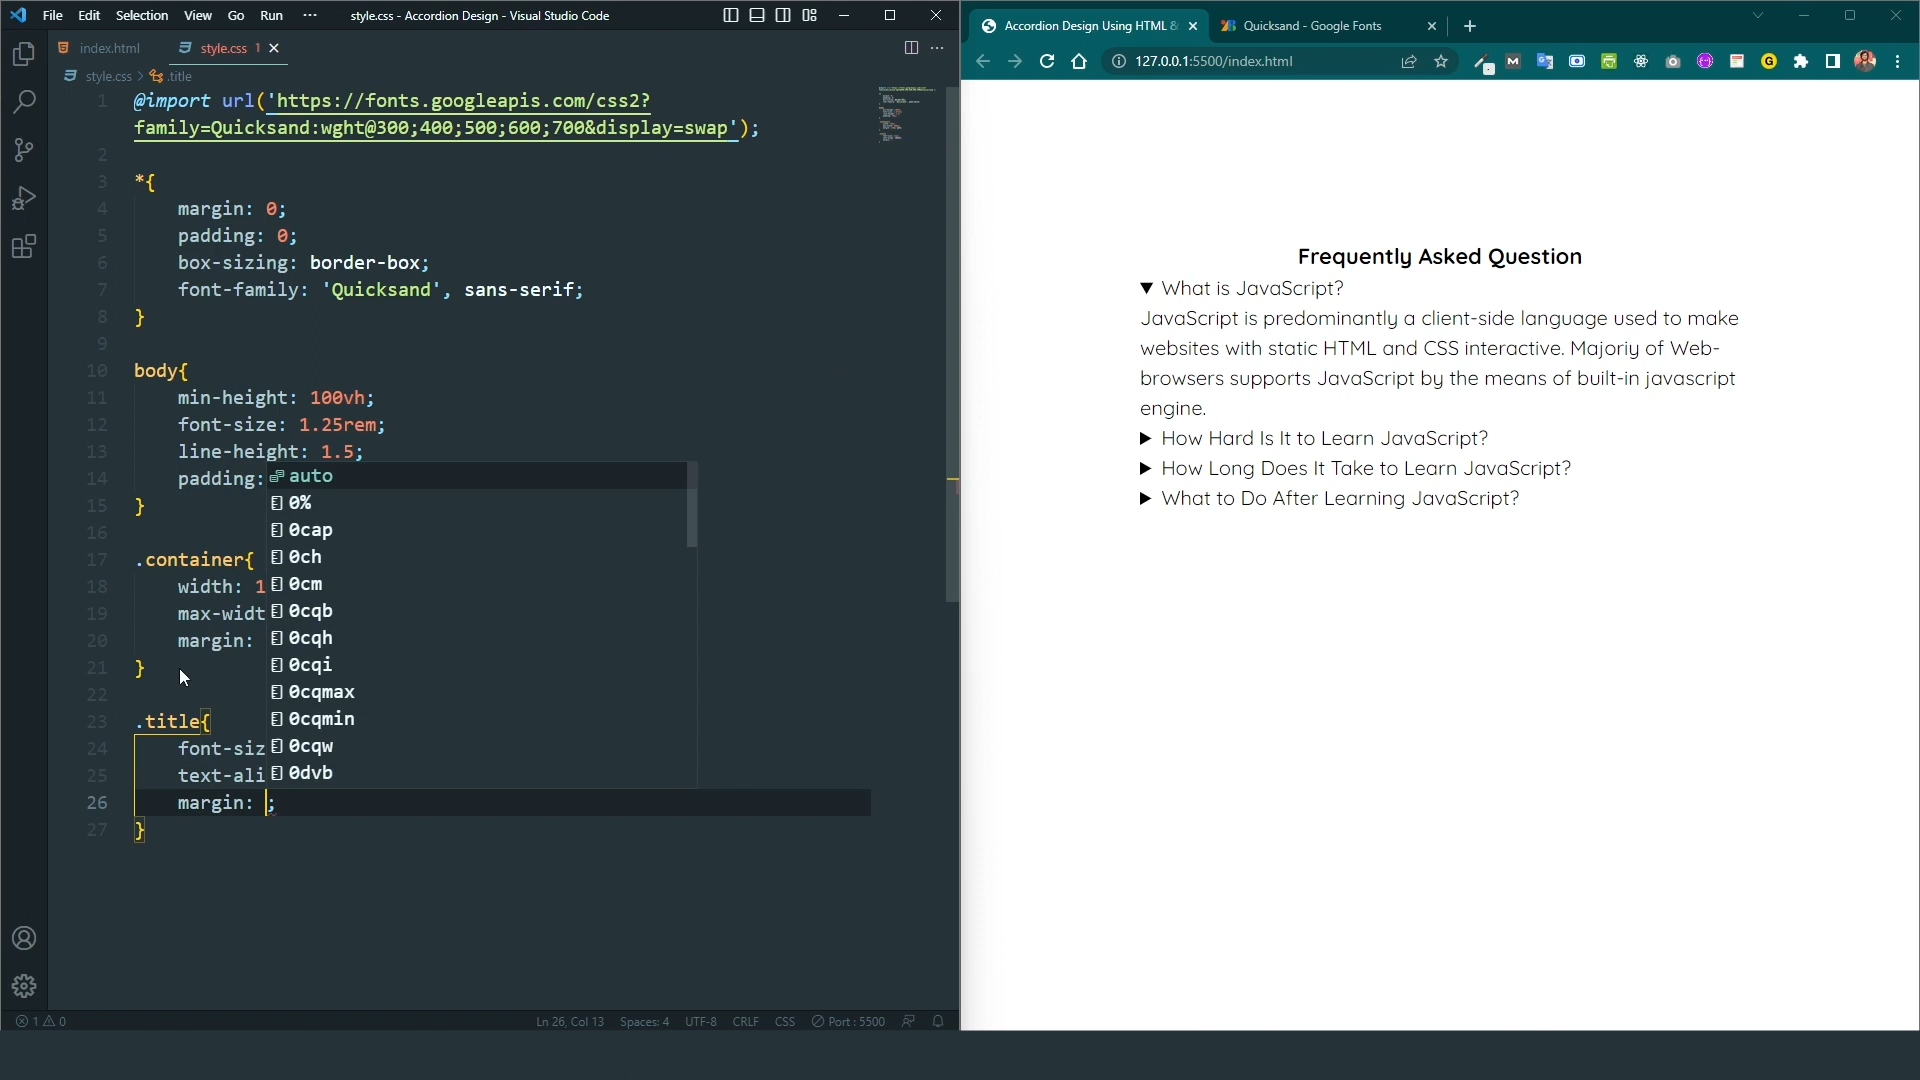 File Edit Selection View Go Run ··· style.css - Accordion Design - Visual Studio Code
index.html style.css 1
style.css > .title
1 @import url('https://fonts.googleapis.com/css2?
family=Quicksand:wght@300;400;500;600;700&display=swap');
2
3 *{
4 margin: 0;
5 padding: 0;
6 box-sizing: border-box;
7 font-family: 'Quicksand', sans-serif;
8 }
9
10 body{
11 min-height: 100vh;
12 font-size: 1.25rem;
13 line-height: 1.5;
14 padding:
15 }
16
17 .container{
18 width: 1
19 max-widt
20 margin:
21 }
22
23 .title{
24 font-siz
25 text-ali
26 margin: ;
27 }
auto
0%
0cap
0ch
0cm
0cqb
0cqh
0cqi
0cqmax
0cqmin
0cqw
0dvb
1 0 Ln 26, Col 13 Spaces: 4 UTF-8 CRLF CSS Port : 5500
Accordion Design Using HTML & Quicksand - Google Fonts
127.0.0.1:5500/index.html
Frequently Asked Question
▼ What is JavaScript?
JavaScript is predominantly a client-side language used to make
websites with static HTML and CSS interactive. Majoriy of Web-
browsers supports JavaScript by the means of built-in javascript
engine.
▶ How Hard Is It to Learn JavaScript?
▶ How Long Does It Take to Learn JavaScript?
▶ What to Do After Learning JavaScript?